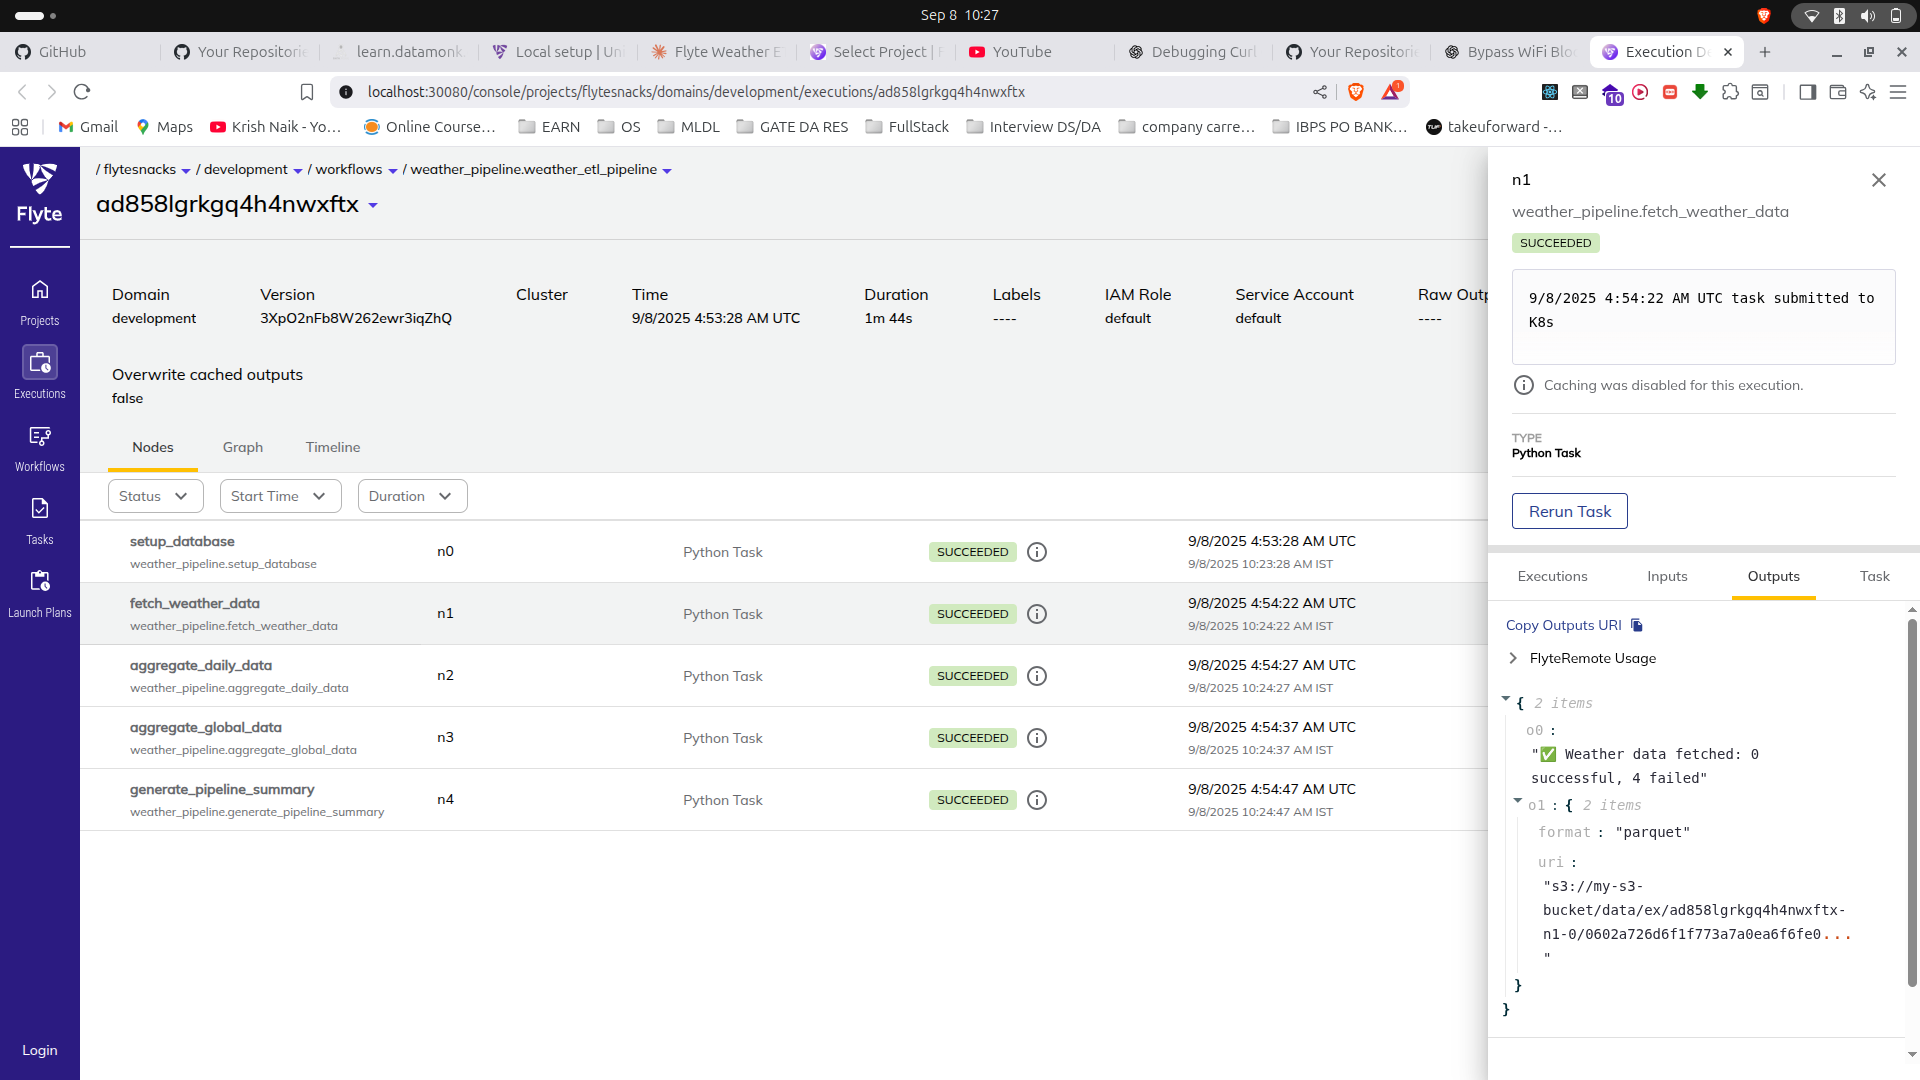 Sep 8 10:27
GitHub
Your Repositorie
learn.datamonk
Local setup | Un
Flyte Weather E
Select Project | F
YouTube
Debugging Curl
Your Repositorie
Bypass WiFi Blo
Execution De
localhost:30080/console/projects/flytesnacks/domains/development/executions/ad858lgrkgq4h4nwxftx
1
10
Gmail
Maps
Krish Naik - Yo...
Online Course...
EARN
OS
MLDL
GATE DA RES
FullStack
Interview DS/DA
company carre...
IBPS PO BANK...
takeuforward -...
Flyte
Projects
Executions
Workflows
Tasks
Launch Plans
Login
/ flytesnacks / development / workflows / weather_pipeline.weather_etl_pipeline
ad858lgrkgq4h4nwxftx
Domain
development
Version
3XpO2nFb8W262ewr3iqZhQ
Cluster
Time
9/8/2025 4:53:28 AM UTC
Duration
1m 44s
Labels
----
IAM Role
default
Service Account
default
Raw Outp
----
Overwrite cached outputs
false
Nodes
Graph
Timeline
Status
Start Time
Duration
setup_database
weather_pipeline.setup_database
n0
Python Task
SUCCEEDED
9/8/2025 4:53:28 AM UTC
9/8/2025 10:23:28 AM IST
fetch_weather_data
weather_pipeline.fetch_weather_data
n1
Python Task
SUCCEEDED
9/8/2025 4:54:22 AM UTC
9/8/2025 10:24:22 AM IST
aggregate_daily_data
weather_pipeline.aggregate_daily_data
n2
Python Task
SUCCEEDED
9/8/2025 4:54:27 AM UTC
9/8/2025 10:24:27 AM IST
aggregate_global_data
weather_pipeline.aggregate_global_data
n3
Python Task
SUCCEEDED
9/8/2025 4:54:37 AM UTC
9/8/2025 10:24:37 AM IST
generate_pipeline_summary
weather_pipeline.generate_pipeline_summary
n4
Python Task
SUCCEEDED
9/8/2025 4:54:47 AM UTC
9/8/2025 10:24:47 AM IST
n1
weather_pipeline.fetch_weather_data
SUCCEEDED
9/8/2025 4:54:22 AM UTC task submitted to
K8s
Caching was disabled for this execution.
TYPE
Python Task
Rerun Task
Executions
Inputs
Outputs
Task
Copy Outputs URI
FlyteRemote Usage
{ 2 items
o0 :
"✅ Weather data fetched: 0
successful, 4 failed"
o1 : { 2 items
format : "parquet"
uri :
"s3://my-s3-
bucket/data/ex/ad858lgrkgq4h4nwxftx-
n1-0/0602a726d6f1f773a7a0ea6f6fe0...
"
}
}